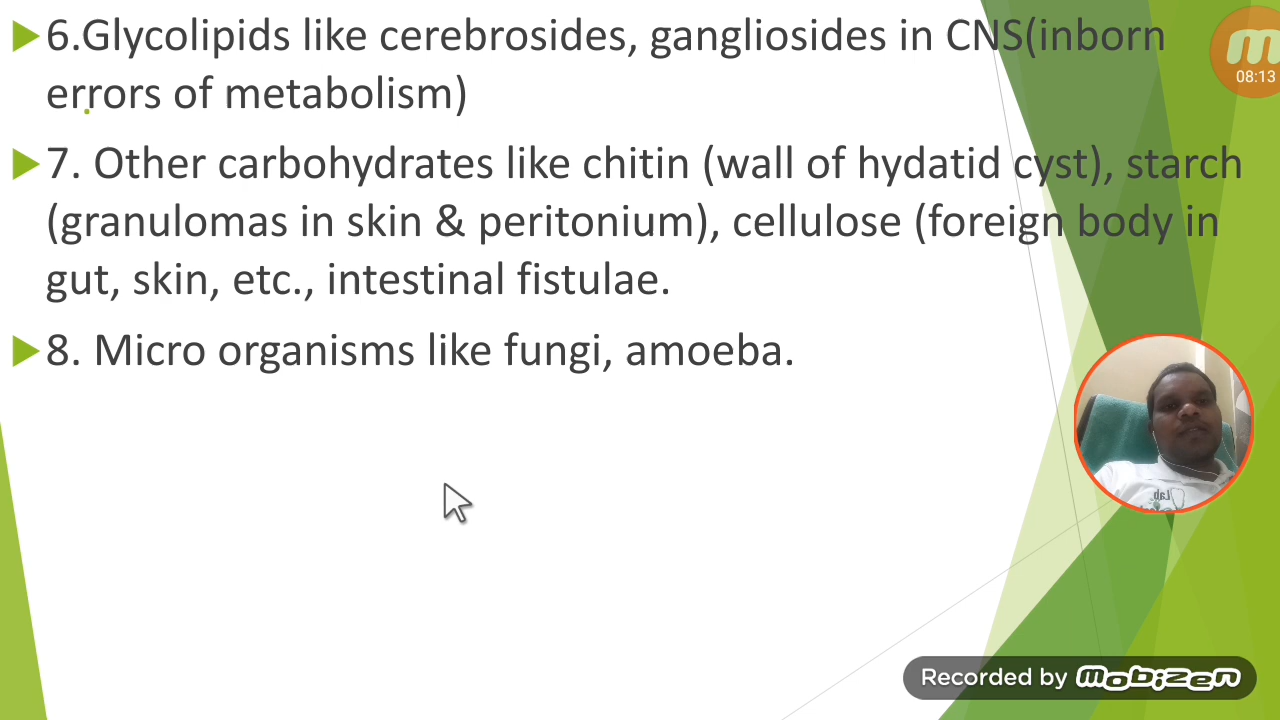 6.Glycolipids like cerebrosides, gangliosides in CNS(inborn
errors of metabolism)
7. Other carbohydrates like chitin (wall of hydatid cyst), starch
(granulomas in skin & peritonium), cellulose (foreign body in
gut, skin, etc., intestinal fistulae.
8. Micro organisms like fungi, amoeba.
m
08:13
Lab
Recorded by mobizen